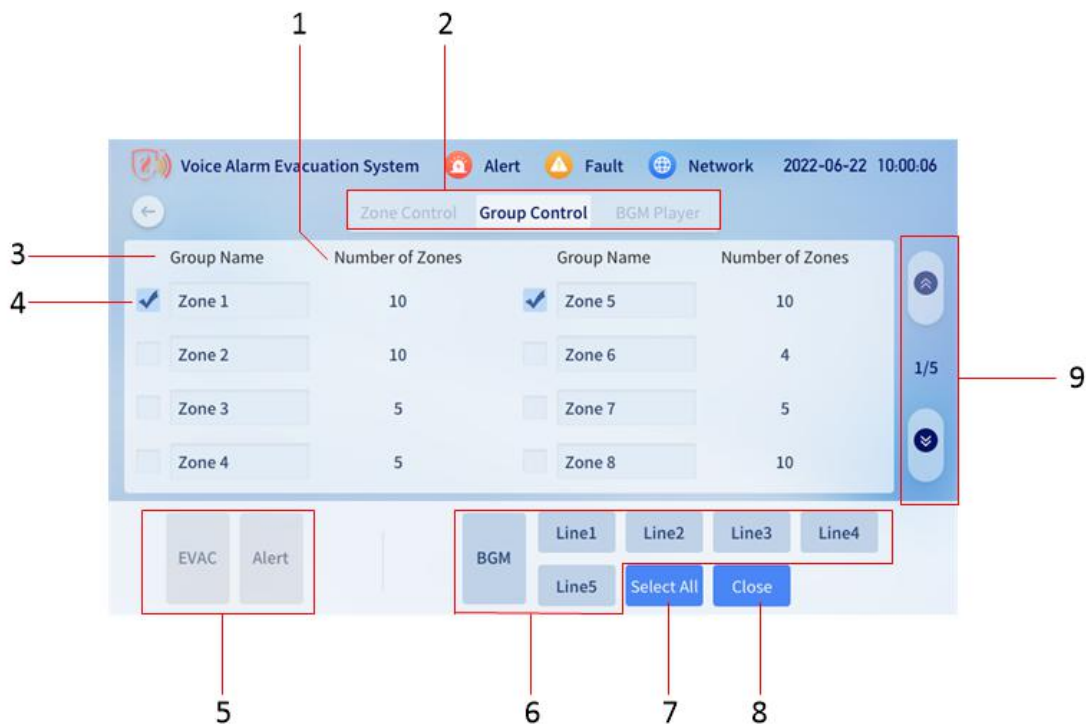 1 2
Voice Alarm Evacuation System Alert Fault Network 2022-06-22 10:00:06
Zone Control Group Control BGM Player
3 Group Name Number of Zones Group Name Number of Zones
4 Zone 1 10 Zone 5 10
Zone 2 10 Zone 6 4
1/5
9
Zone 3 5 Zone 7 5
Zone 4 5 Zone 8 10
EVAC Alert BGM Line1 Line2 Line3 Line4
Line5 Select All Close
5 6 7 8